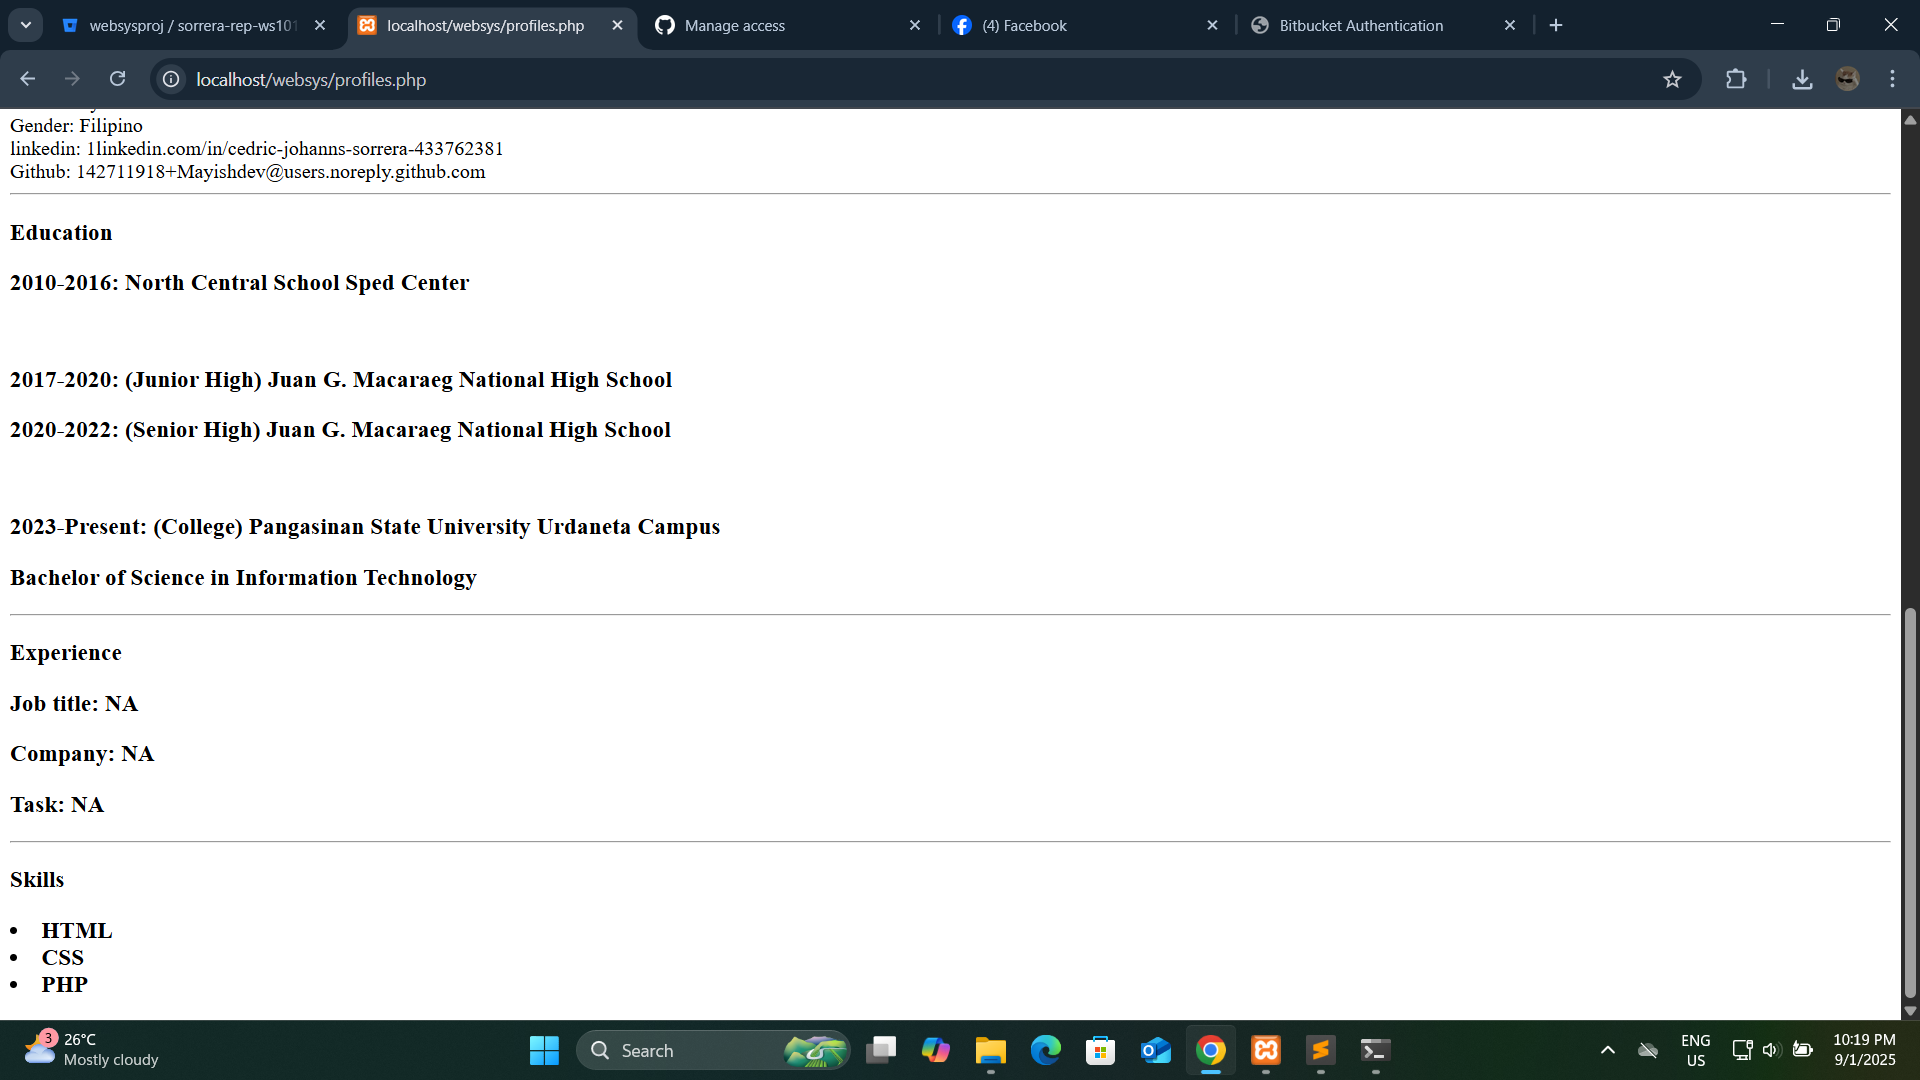 websysproj / sorrera-rep-ws101
localhost/websys/profiles.php
Manage access
(4) Facebook
Bitbucket Authentication
localhost/websys/profiles.php
Gender: Filipino
linkedin: 1linkedin.com/in/cedric-johanns-sorrera-433762381
Github: 142711918+Mayishdev@users.noreply.github.com
Education
2010-2016: North Central School Sped Center
2017-2020: (Junior High) Juan G. Macaraeg National High School
2020-2022: (Senior High) Juan G. Macaraeg National High School
2023-Present: (College) Pangasinan State University Urdaneta Campus
Bachelor of Science in Information Technology
Experience
Job title: NA
Company: NA
Task: NA
Skills
• HTML
• CSS
• PHP
3
26°C
Mostly cloudy
Search
ENG
US
10:19 PM
9/1/2025